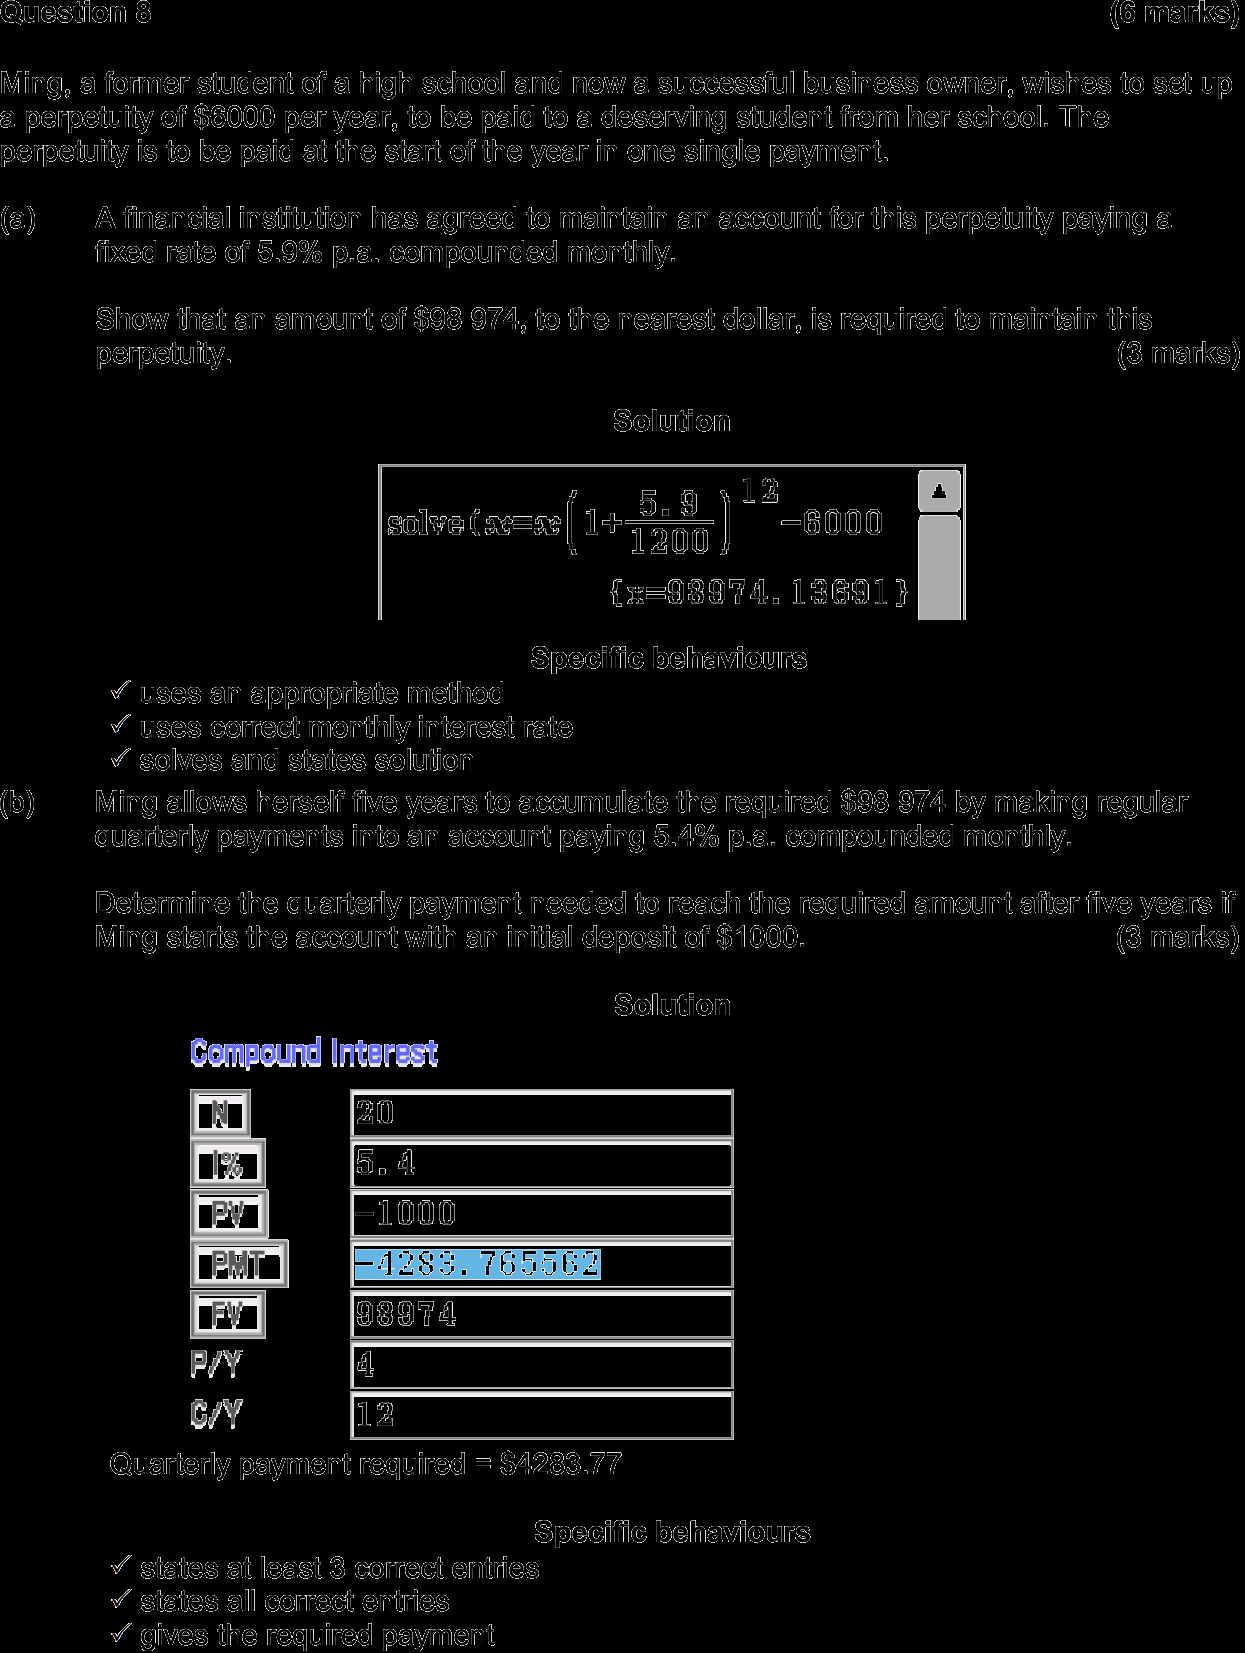 Question 8 (6 marks)
Ming, a former student of a high school and now a successful business owner, wishes to set up
a perpetuity of $6000 per year, to be paid to a deserving student from her school. The
perpetuity is to be paid at the start of the year in one single payment.
(a) A financial institution has agreed to maintain an account for this perpetuity paying a
fixed rate of 5.9% p.a. compounded monthly.
Show that an amount of $98 974, to the nearest dollar, is required to maintain this
perpetuity. (3 marks)
Solution
solve(x=x(1+5.9/1200)^12-6000
{x=98974.13691}
Specific behaviours
✓ uses an appropriate method
✓ uses correct monthly interest rate
✓ solves and states solution
(b) Ming allows herself five years to accumulate the required $98 974 by making regular
quarterly payments into an account paying 5.4% p.a. compounded monthly.
Determine the quarterly payment needed to reach the required amount after five years if
Ming starts the account with an initial deposit of $1000. (3 marks)
Solution
Compound Interest
N 20
I% 5.4
PV -1000
PMT -4283.765562
FV 98974
P/Y 4
C/Y 12
Quarterly payment required = $4283.77
Specific behaviours
✓ states at least 3 correct entries
✓ states all correct entries
✓ gives the required payment